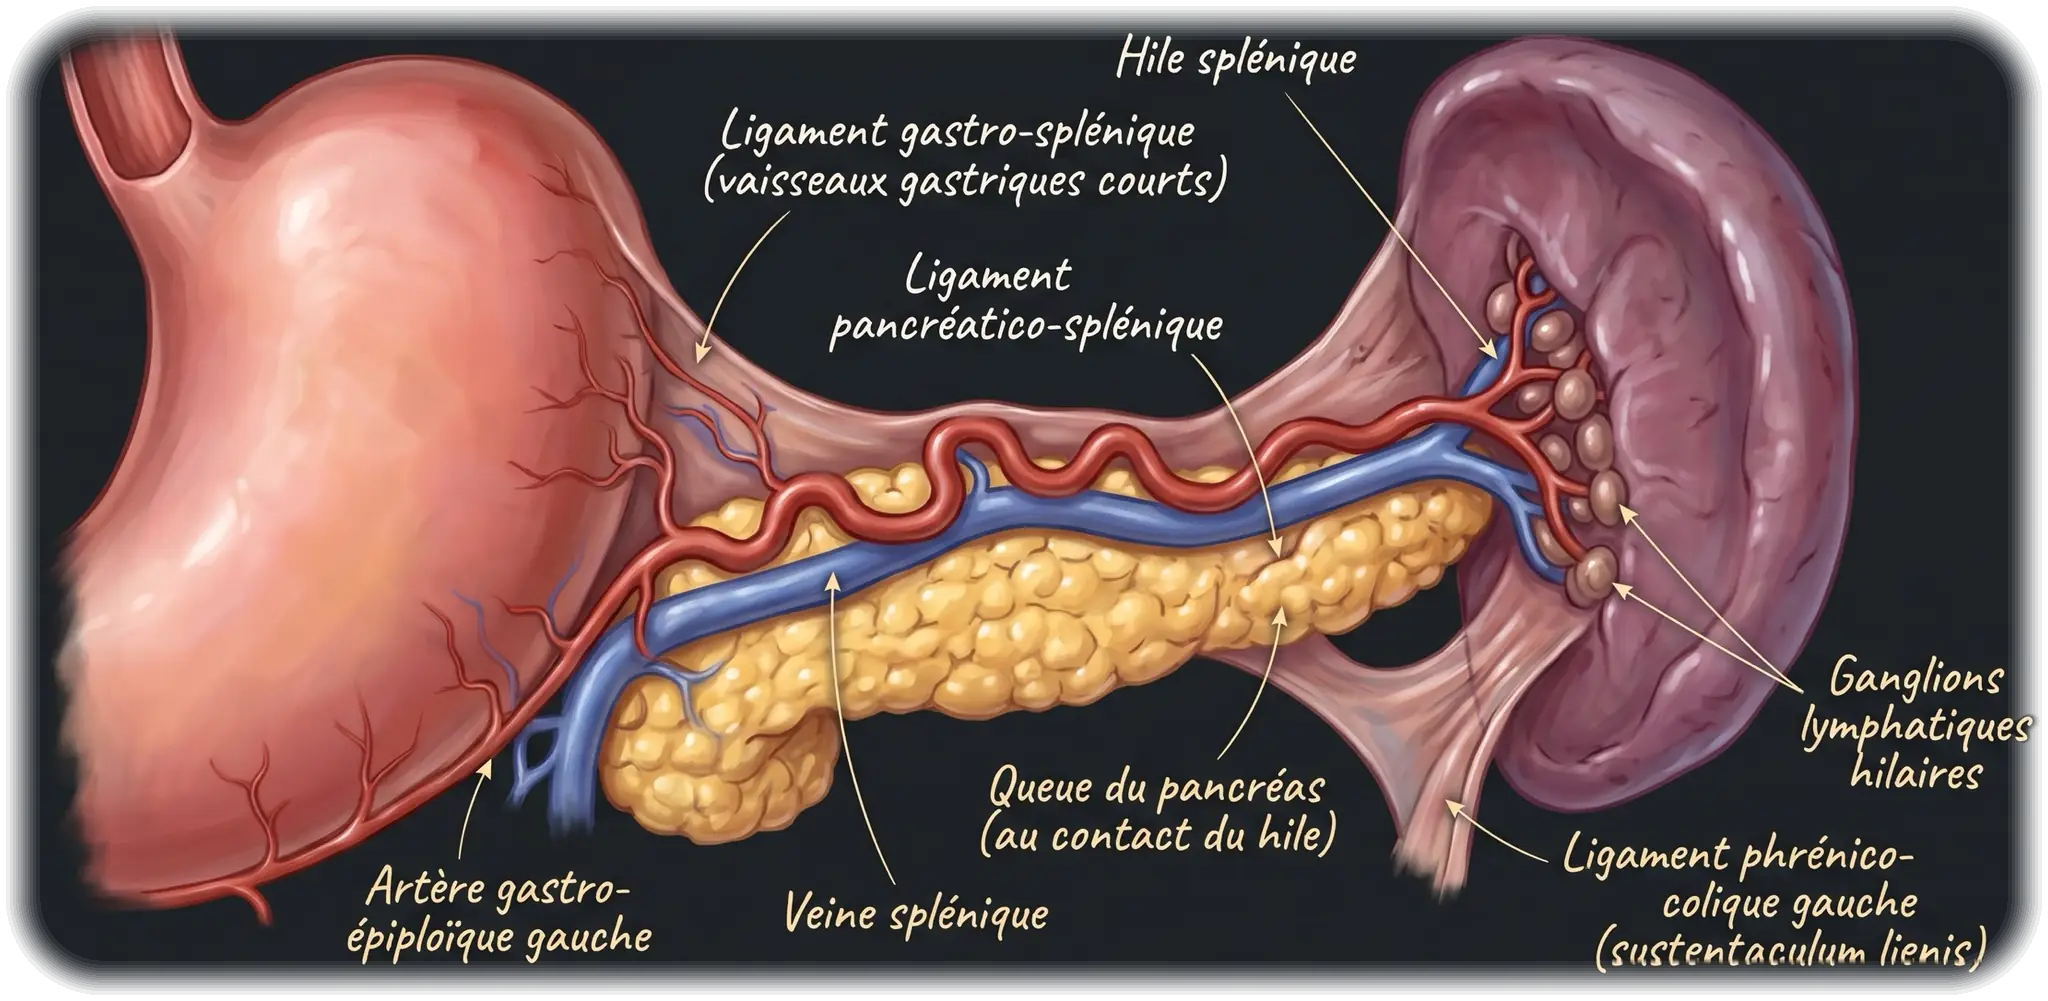 Hile splénique
Ligament gastro-splénique
(vaisseaux gastriques courts)
Ligament
pancréatico-splénique
Ganglions
lymphatiques
hilaires
Queue du pancréas
(au contact du hile)
Ligament phrénico-
colique gauche
(sustentaculum lienis)
Artère gastro-
épiploïque gauche
Veine splénique